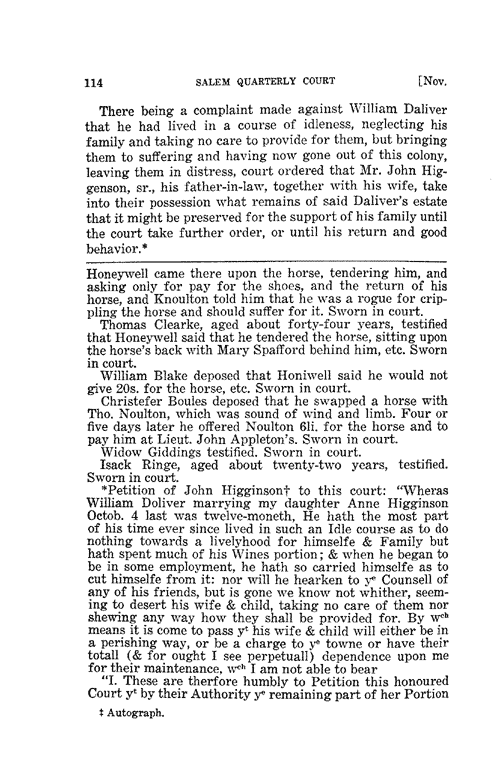 114 SALEM QUARTERLY COURT [Nov.
There being a complaint made against William Daliver
that he had lived in a course of idleness, neglecting his
family and taking no care to provide for them, but bringing
them to suffering and having now gone out of this colony,
leaving them in distress, court ordered that Mr. John Hig-
genson, sr., his father-in-law, together with his wife, take
into their possession what remains of said Daliver's estate
that it might be preserved for the support of his family until
the court take further order, or until his return and good
behavior.*
Honeywell came there upon the horse, tendering him, and
asking only for pay for the shoes, and the return of his
horse, and Knoulton told him that he was a rogue for crip-
pling the horse and should suffer for it. Sworn in court.
Thomas Clearke, aged about forty-four years, testified
that Honeywell said that he tendered the horse, sitting upon
the horse's back with Mary Spafford behind him, etc. Sworn
in court.
William Blake deposed that Honiwell said he would not
give 20s. for the horse, etc. Sworn in court.
Christefer Boules deposed that he swapped a horse with
Tho. Noulton, which was sound of wind and limb. Four or
five days later he offered Noulton 6li. for the horse and to
pay him at Lieut. John Appleton's. Sworn in court.
Widow Giddings testified. Sworn in court.
Isack Ringe, aged about twenty-two years, testified.
Sworn in court.
*Petition of John Higginson† to this court: "Wheras
William Doliver marrying my daughter Anne Higginson
Octob. 4 last was twelve-moneth, He hath the most part
of his time ever since lived in such an Idle course as to do
nothing towards a livelyhood for himselfe & Family but
hath spent much of his Wines portion; & when he began to
be in some employment, he hath so carried himselfe as to
cut himselfe from it: nor will he hearken to yᵉ Counsell of
any of his friends, but is gone we know not whither, seem-
ing to desert his wife & child, taking no care of them nor
shewing any way how they shall be provided for. By wᶜʰ
means it is come to pass yᵗ his wife & child will either be in
a perishing way, or be a charge to yᵉ towne or have their
totall (& for ought I see perpetuall) dependence upon me
for their maintenance, wᶜʰ I am not able to bear
"I. These are therfore humbly to Petition this honoured
Court yᵗ by their Authority yᵉ remaining part of her Portion
‡ Autograph.